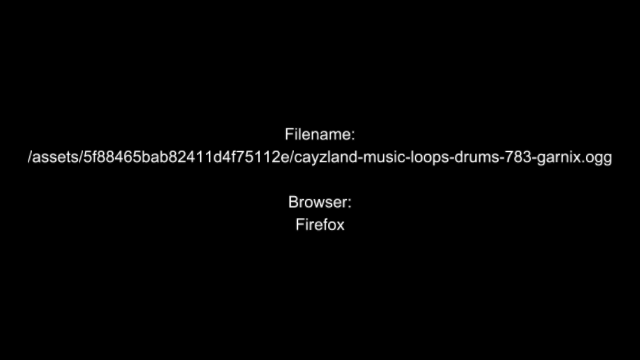 Filename:
/assets/5f88465bab82411d4f75112e/cayzland-music-loops-drums-783-garnix.ogg
Browser:
Firefox